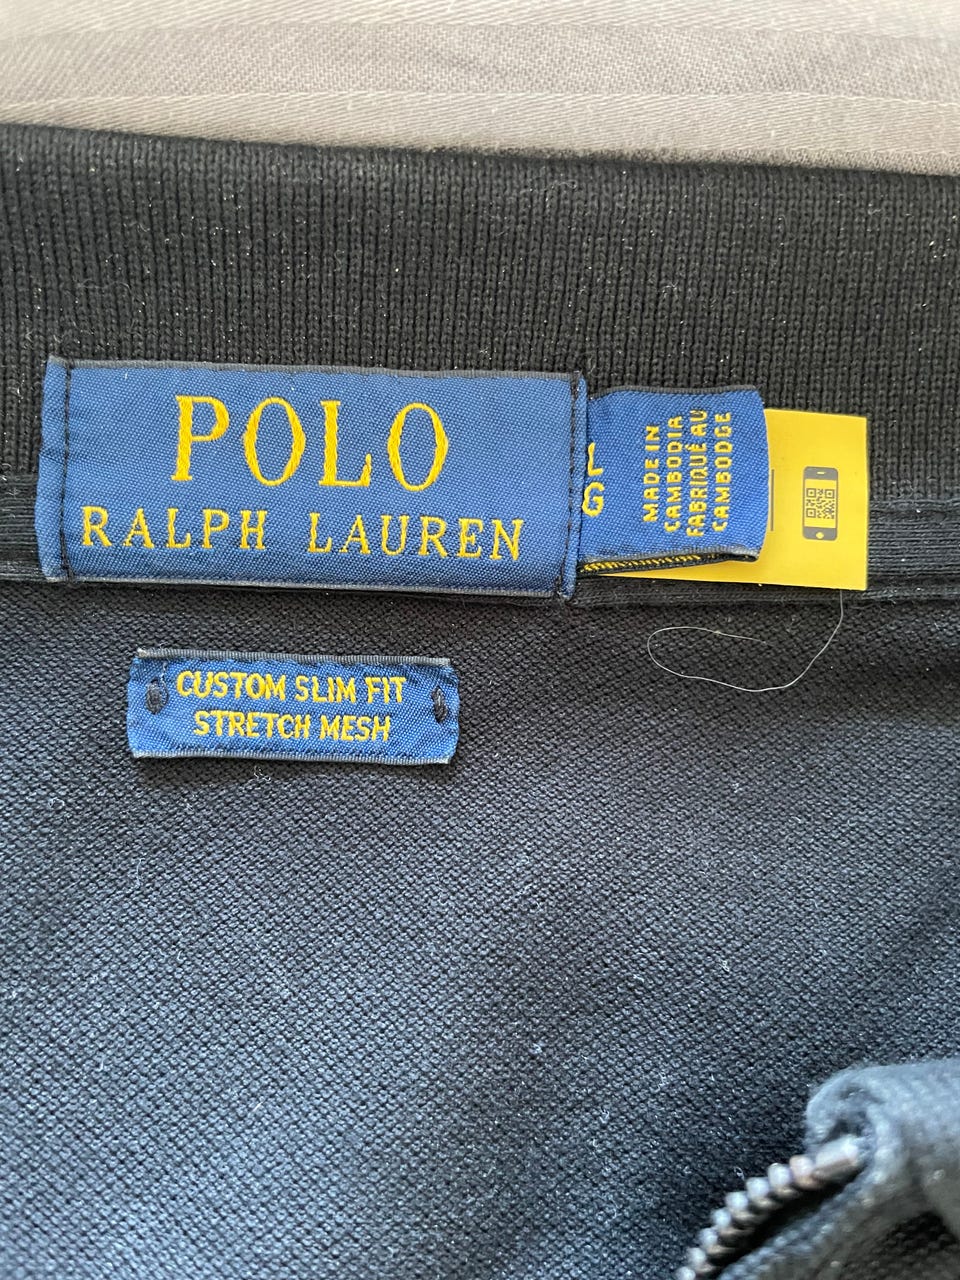 POLO
RALPH LAUREN
L
G
MADE IN
CAMBODIA
FABRIQUÉ AU
CAMBODGE
CUSTOM SLIM FIT
STRETCH MESH